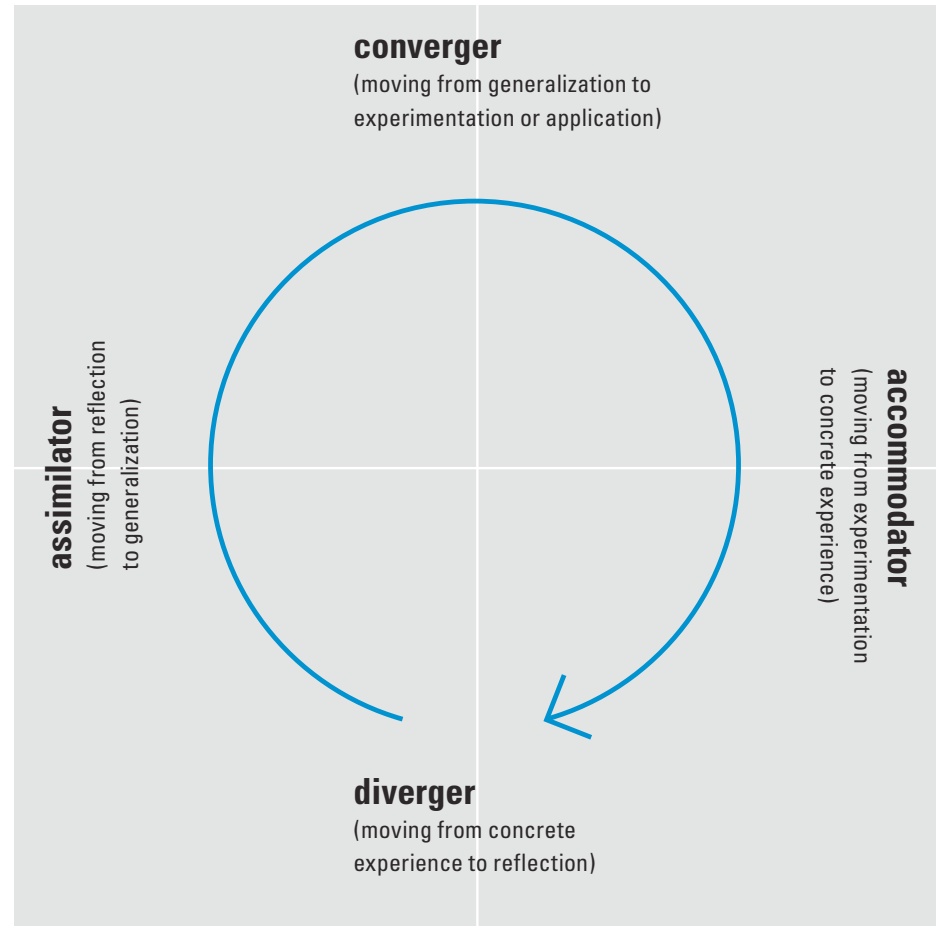 converger
(moving from generalization to
experimentation or application)
assimilator
(moving from reflection
to generalization)
accommodator
(moving from experimentation
to concrete experience)
diverger
(moving from concrete
experience to reflection)